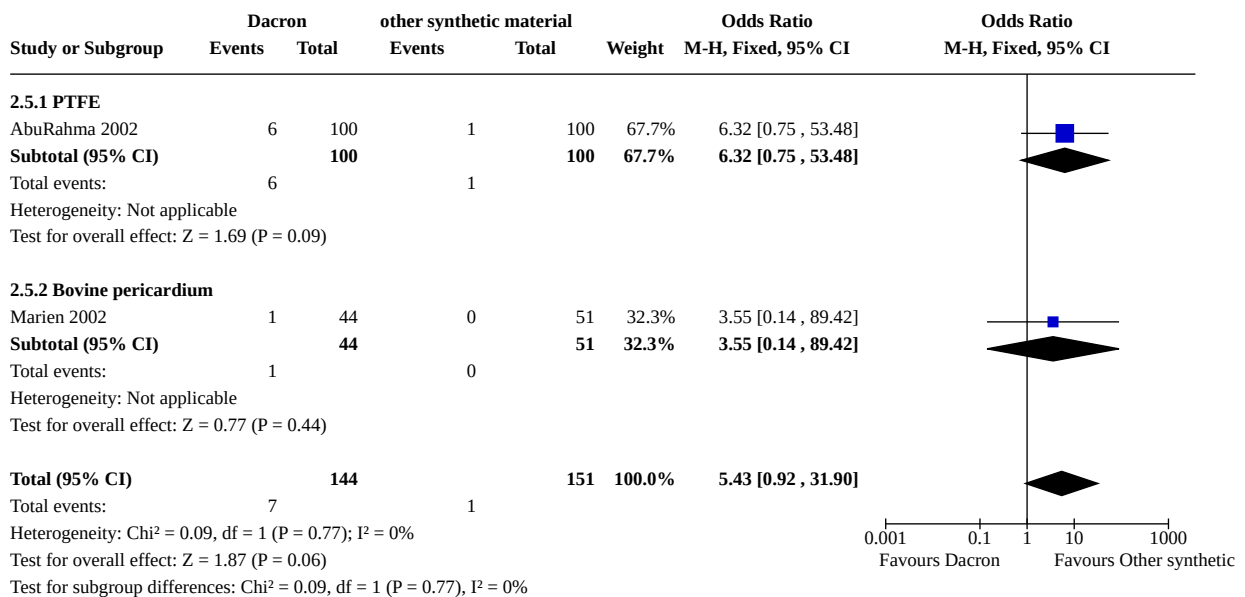 Dacron other synthetic material Odds Ratio Odds Ratio
Study or Subgroup Events Total Events Total Weight M-H, Fixed, 95% CI M-H, Fixed, 95% CI
2.5.1 PTFE
AbuRahma 2002 6 100 1 100 67.7% 6.32 [0.75 , 53.48]
Subtotal (95% CI) 100 100 67.7% 6.32 [0.75 , 53.48]
Total events: 6 1
Heterogeneity: Not applicable
Test for overall effect: Z = 1.69 (P = 0.09)
2.5.2 Bovine pericardium
Marien 2002 1 44 0 51 32.3% 3.55 [0.14 , 89.42]
Subtotal (95% CI) 44 51 32.3% 3.55 [0.14 , 89.42]
Total events: 1 0
Heterogeneity: Not applicable
Test for overall effect: Z = 0.77 (P = 0.44)
Total (95% CI) 144 151 100.0% 5.43 [0.92 , 31.90]
Total events: 7 1
Heterogeneity: Chi² = 0.09, df = 1 (P = 0.77); I² = 0%
0.001 0.1 1 10 1000
Test for overall effect: Z = 1.87 (P = 0.06) Favours Dacron Favours Other synthetic
Test for subgroup differences: Chi² = 0.09, df = 1 (P = 0.77), I² = 0%